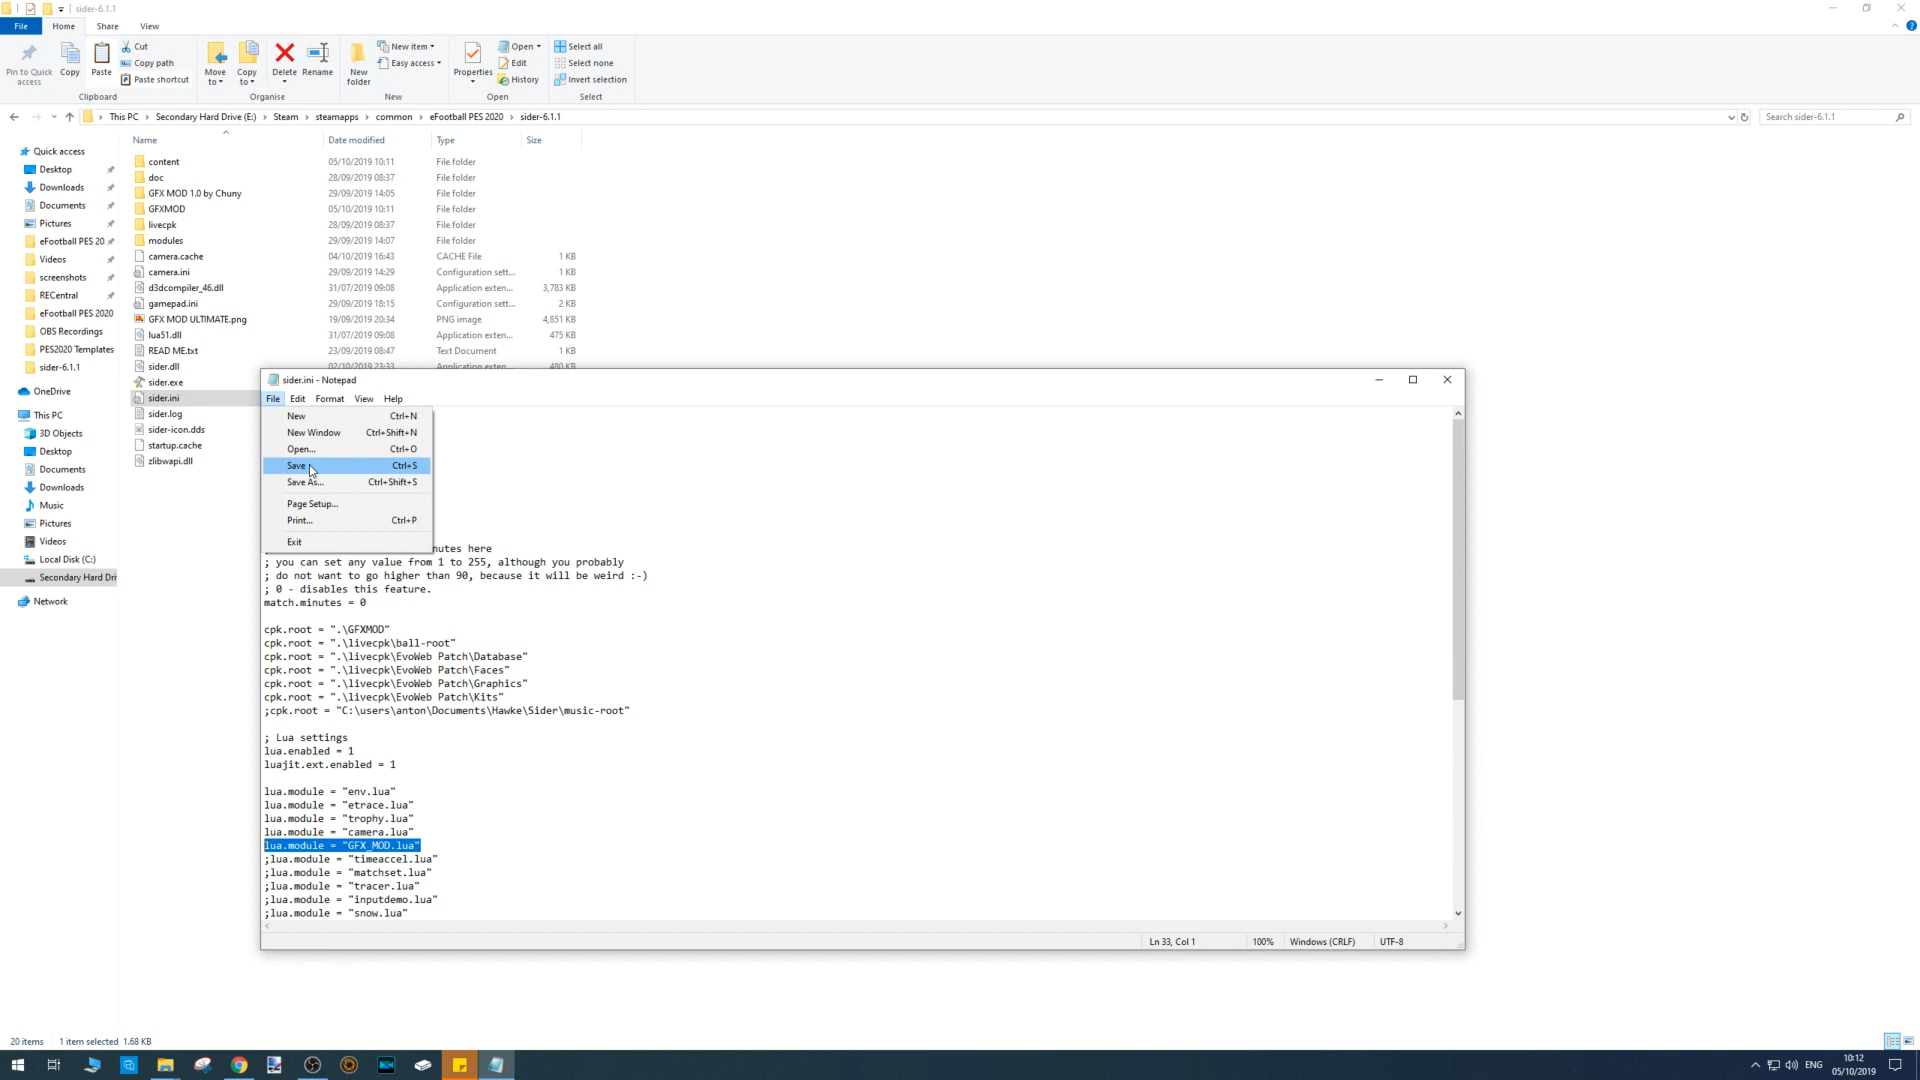 sider-6.1.1
File Home Share View
Pin to Quick access
Copy
Paste
Cut
Copy path
Paste shortcut
Move to
Copy to
Delete
Rename
New folder
New item
Easy access
Properties
Open
Edit
History
Select all
Select none
Invert selection
Clipboard Organise New Open Select
This PC > Secondary Hard Drive (E:) > Steam > steamapps > common > eFootball PES 2020 > sider-6.1.1
Search sider-6.1.1
Name Date modified Type Size
Quick access
Desktop
Downloads
Documents
Pictures
eFootball PES 20
Videos
screenshots
RECentral
eFootball PES 2020
OBS Recordings
PES2020 Templates
sider-6.1.1
OneDrive
This PC
3D Objects
Desktop
Documents
Downloads
Music
Pictures
Videos
Local Disk (C:)
Secondary Hard Dri
Network
content 05/10/2019 10:11 File folder
doc 28/09/2019 08:37 File folder
GFX MOD 1.0 by Chuny 29/09/2019 14:05 File folder
GFXMOD 05/10/2019 10:11 File folder
livecpk 28/09/2019 08:37 File folder
modules 29/09/2019 14:07 File folder
camera.cache 04/10/2019 16:43 CACHE File 1 KB
camera.ini 29/09/2019 14:29 Configuration sett... 1 KB
d3dcompiler_46.dll 31/07/2019 09:08 Application exten... 3,783 KB
gamepad.ini 29/09/2019 18:15 Configuration sett... 2 KB
GFX MOD ULTIMATE.png 19/09/2019 20:34 PNG image 4,851 KB
lua51.dll 31/07/2019 09:08 Application exten... 475 KB
READ ME.txt 23/09/2019 08:47 Text Document 1 KB
sider.dll 02/10/2019 23:33 Application exten... 480 KB
sider.exe
sider.ini
sider.log
sider-icon.dds
startup.cache
zlibwapi.dll
sider.ini - Notepad
File Edit Format View Help
New Ctrl+N
New Window Ctrl+Shift+N
Open... Ctrl+O
Save Ctrl+S
Save As... Ctrl+Shift+S
Page Setup...
Print... Ctrl+P
Exit
nutes here
; you can set any value from 1 to 255, although you probably
; do not want to go higher than 90, because it will be weird :-)
; 0 - disables this feature.
match.minutes = 0
cpk.root = ".\GFXMOD"
cpk.root = ".\livecpk\ball-root"
cpk.root = ".\livecpk\EvoWeb Patch\Database"
cpk.root = ".\livecpk\EvoWeb Patch\Faces"
cpk.root = ".\livecpk\EvoWeb Patch\Graphics"
cpk.root = ".\livecpk\EvoWeb Patch\Kits"
;cpk.root = "C:\users\anton\Documents\Hawke\Sider\music-root"
; Lua settings
lua.enabled = 1
luajit.ext.enabled = 1
lua.module = "env.lua"
lua.module = "etrace.lua"
lua.module = "trophy.lua"
lua.module = "camera.lua"
lua.module = "GFX_MOD.lua"
;lua.module = "timeaccel.lua"
;lua.module = "matchset.lua"
;lua.module = "tracer.lua"
;lua.module = "inputdemo.lua"
;lua.module = "snow.lua"
Ln 33, Col 1 100% Windows (CRLF) UTF-8
20 items 1 item selected 1.68 KB
ENG
10:12
05/10/2019